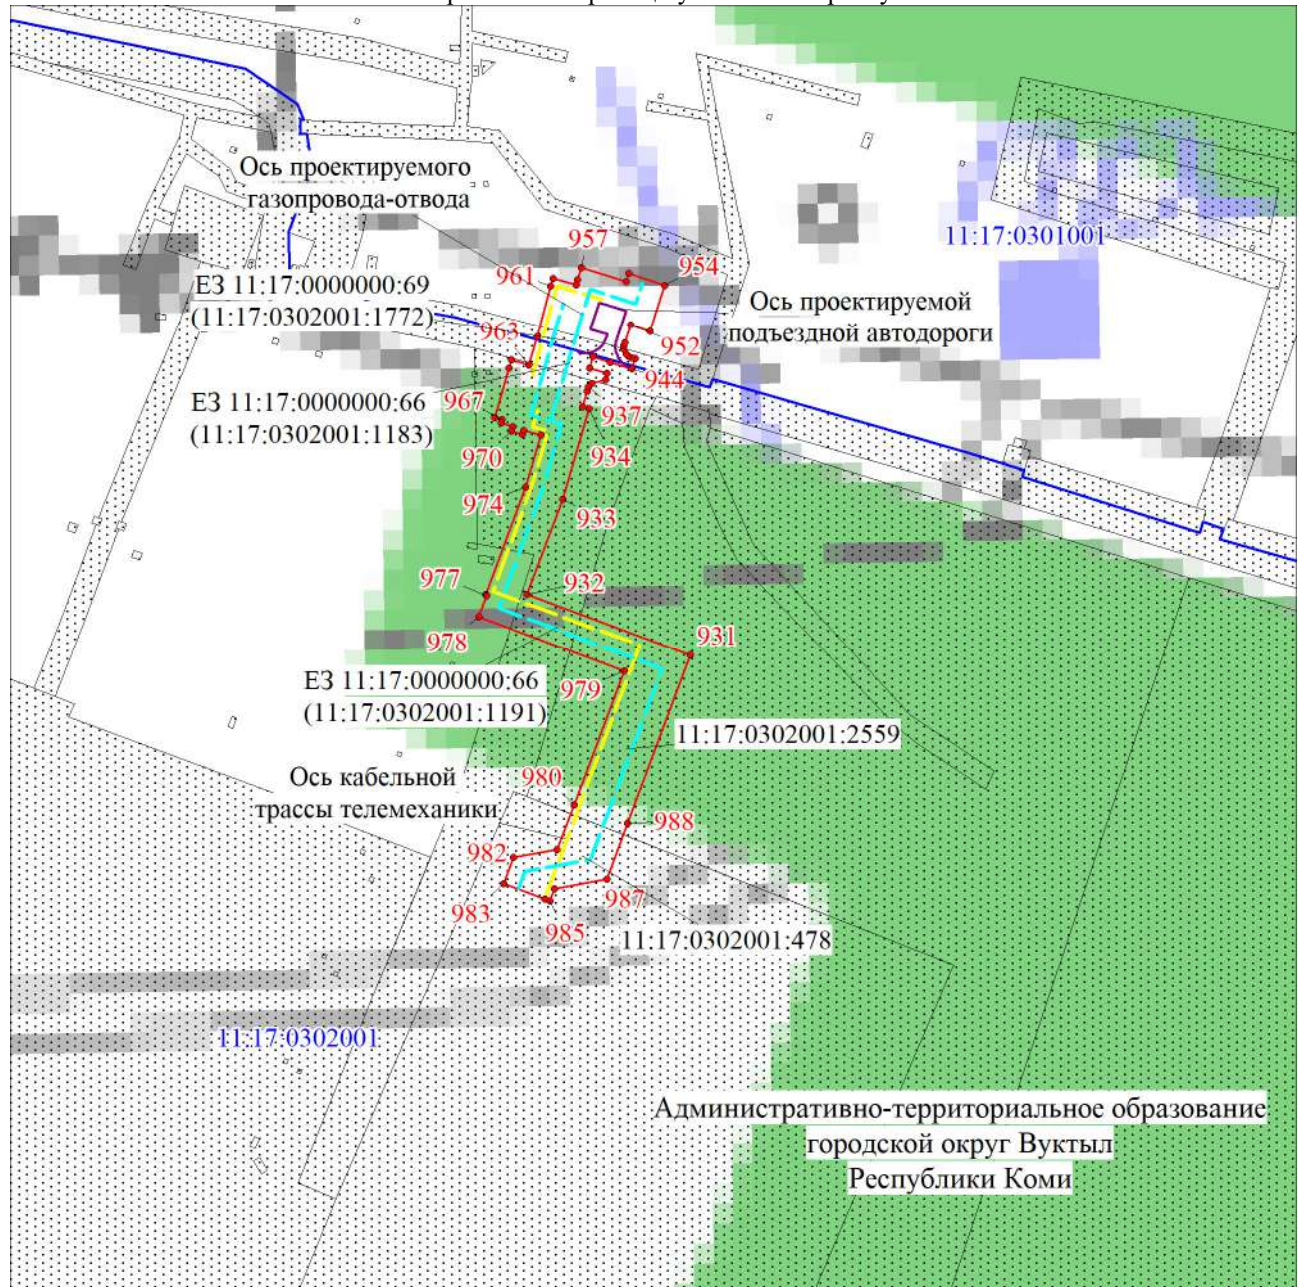 Ось проектируемого
газопровода-отвода
957
961
954
11:17:0301001
ЕЗ 11:17:0000000:69
(11:17:0302001:1772)
Ось проектируемой
подъездной автодороги
963
952
944
ЕЗ 11:17:0000000:66
(11:17:0302001:1183)
967
937
970
934
974
933
977
932
978
931
ЕЗ 11:17:0000000:66
(11:17:0302001:1191)
979
11:17:0302001:2559
Ось кабельной
трассы телемеханики
980
988
982
983
987
985
11:17:0302001:478
11:17:0302001
Административно-территориальное образование
городской округ Вуктыл
Республики Коми